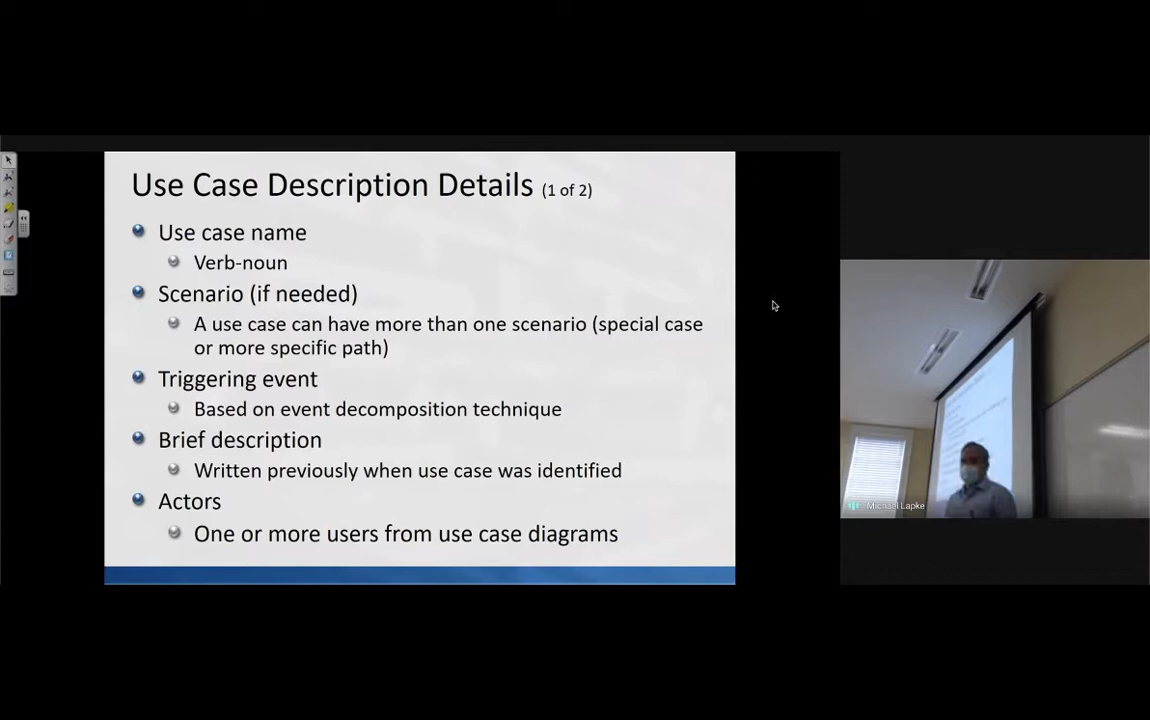 Use Case Description Details (1 of 2)
Use case name
Verb-noun
Scenario (if needed)
A use case can have more than one scenario (special case
or more specific path)
Triggering event
Based on event decomposition technique
Brief description
Written previously when use case was identified
Actors
One or more users from use case diagrams
Michael Lapke